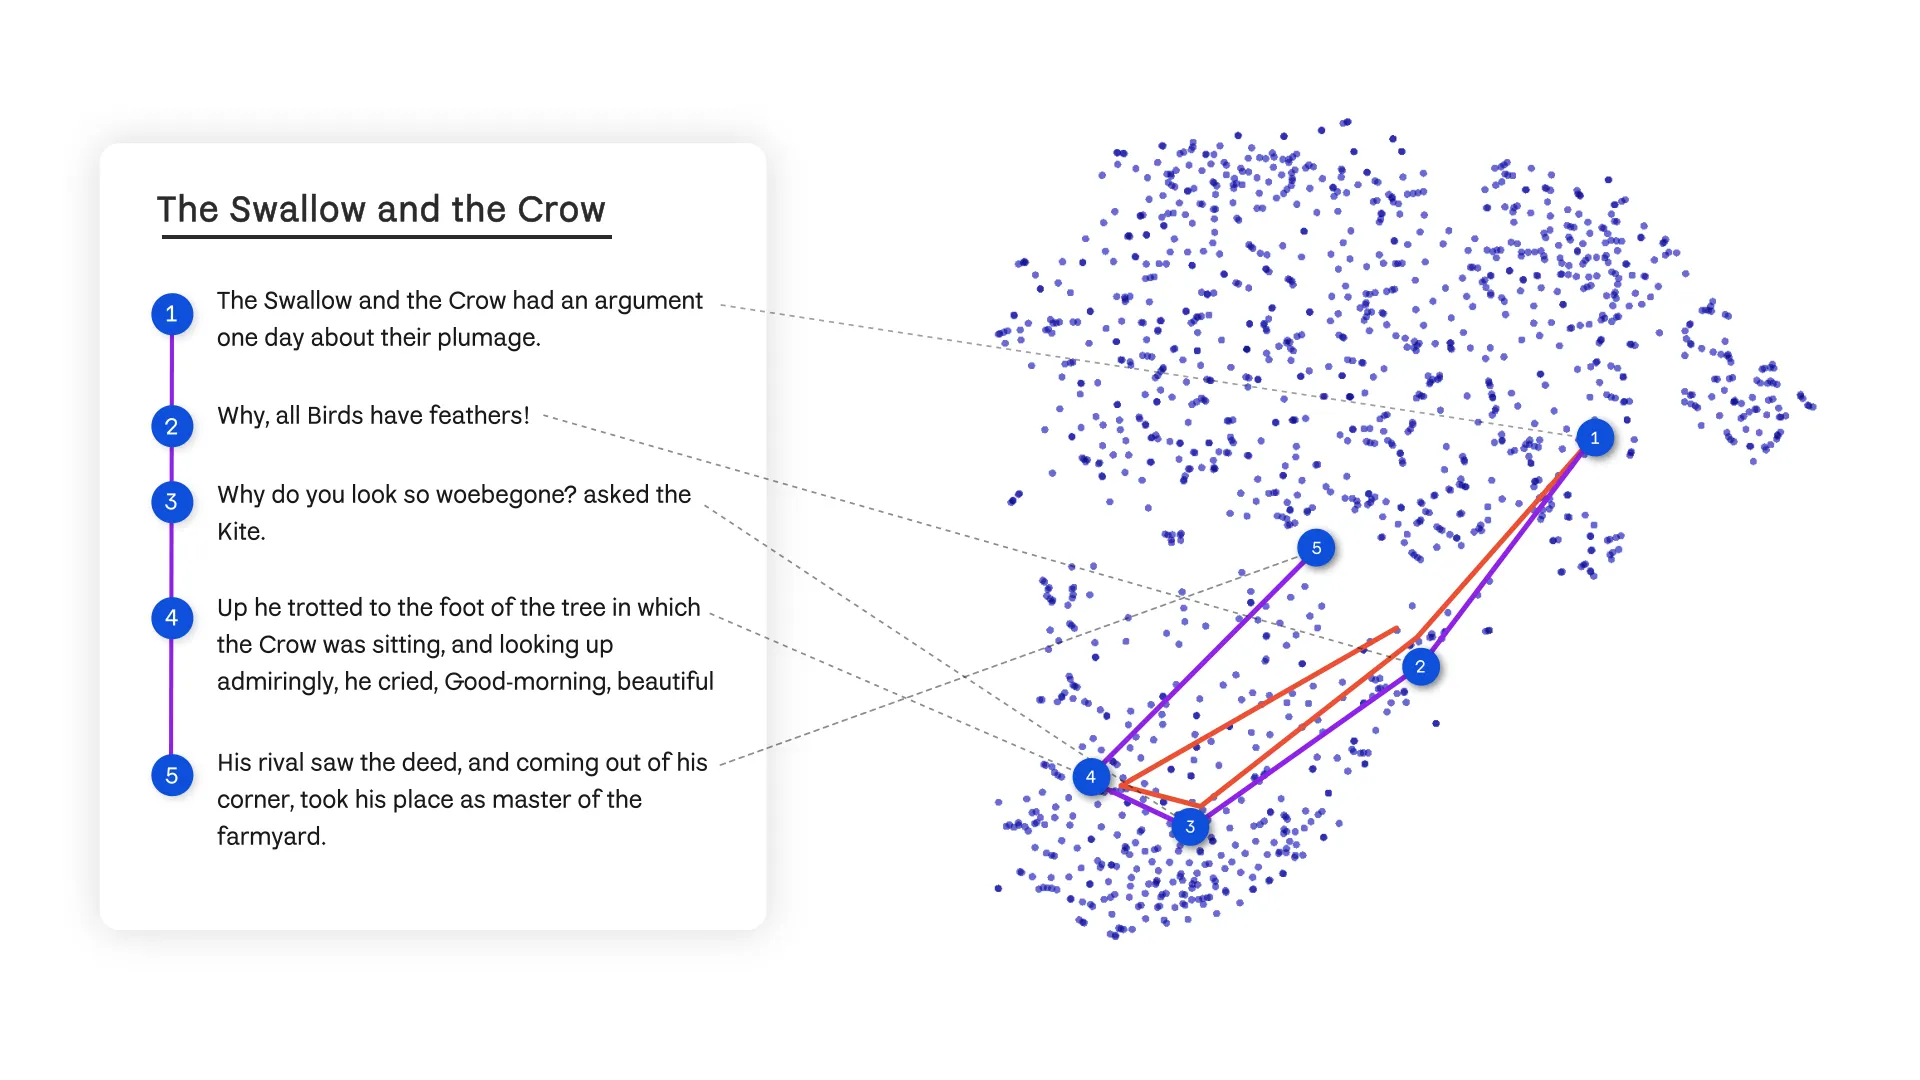 The Swallow and the Crow
1
The Swallow and the Crow had an argument
one day about their plumage.
2
Why, all Birds have feathers!
3
Why do you look so woebegone? asked the
Kite.
4
Up he trotted to the foot of the tree in which
the Crow was sitting, and looking up
admiringly, he cried, Good-morning, beautiful
5
His rival saw the deed, and coming out of his
corner, took his place as master of the
farmyard.
1
5
2
4
3